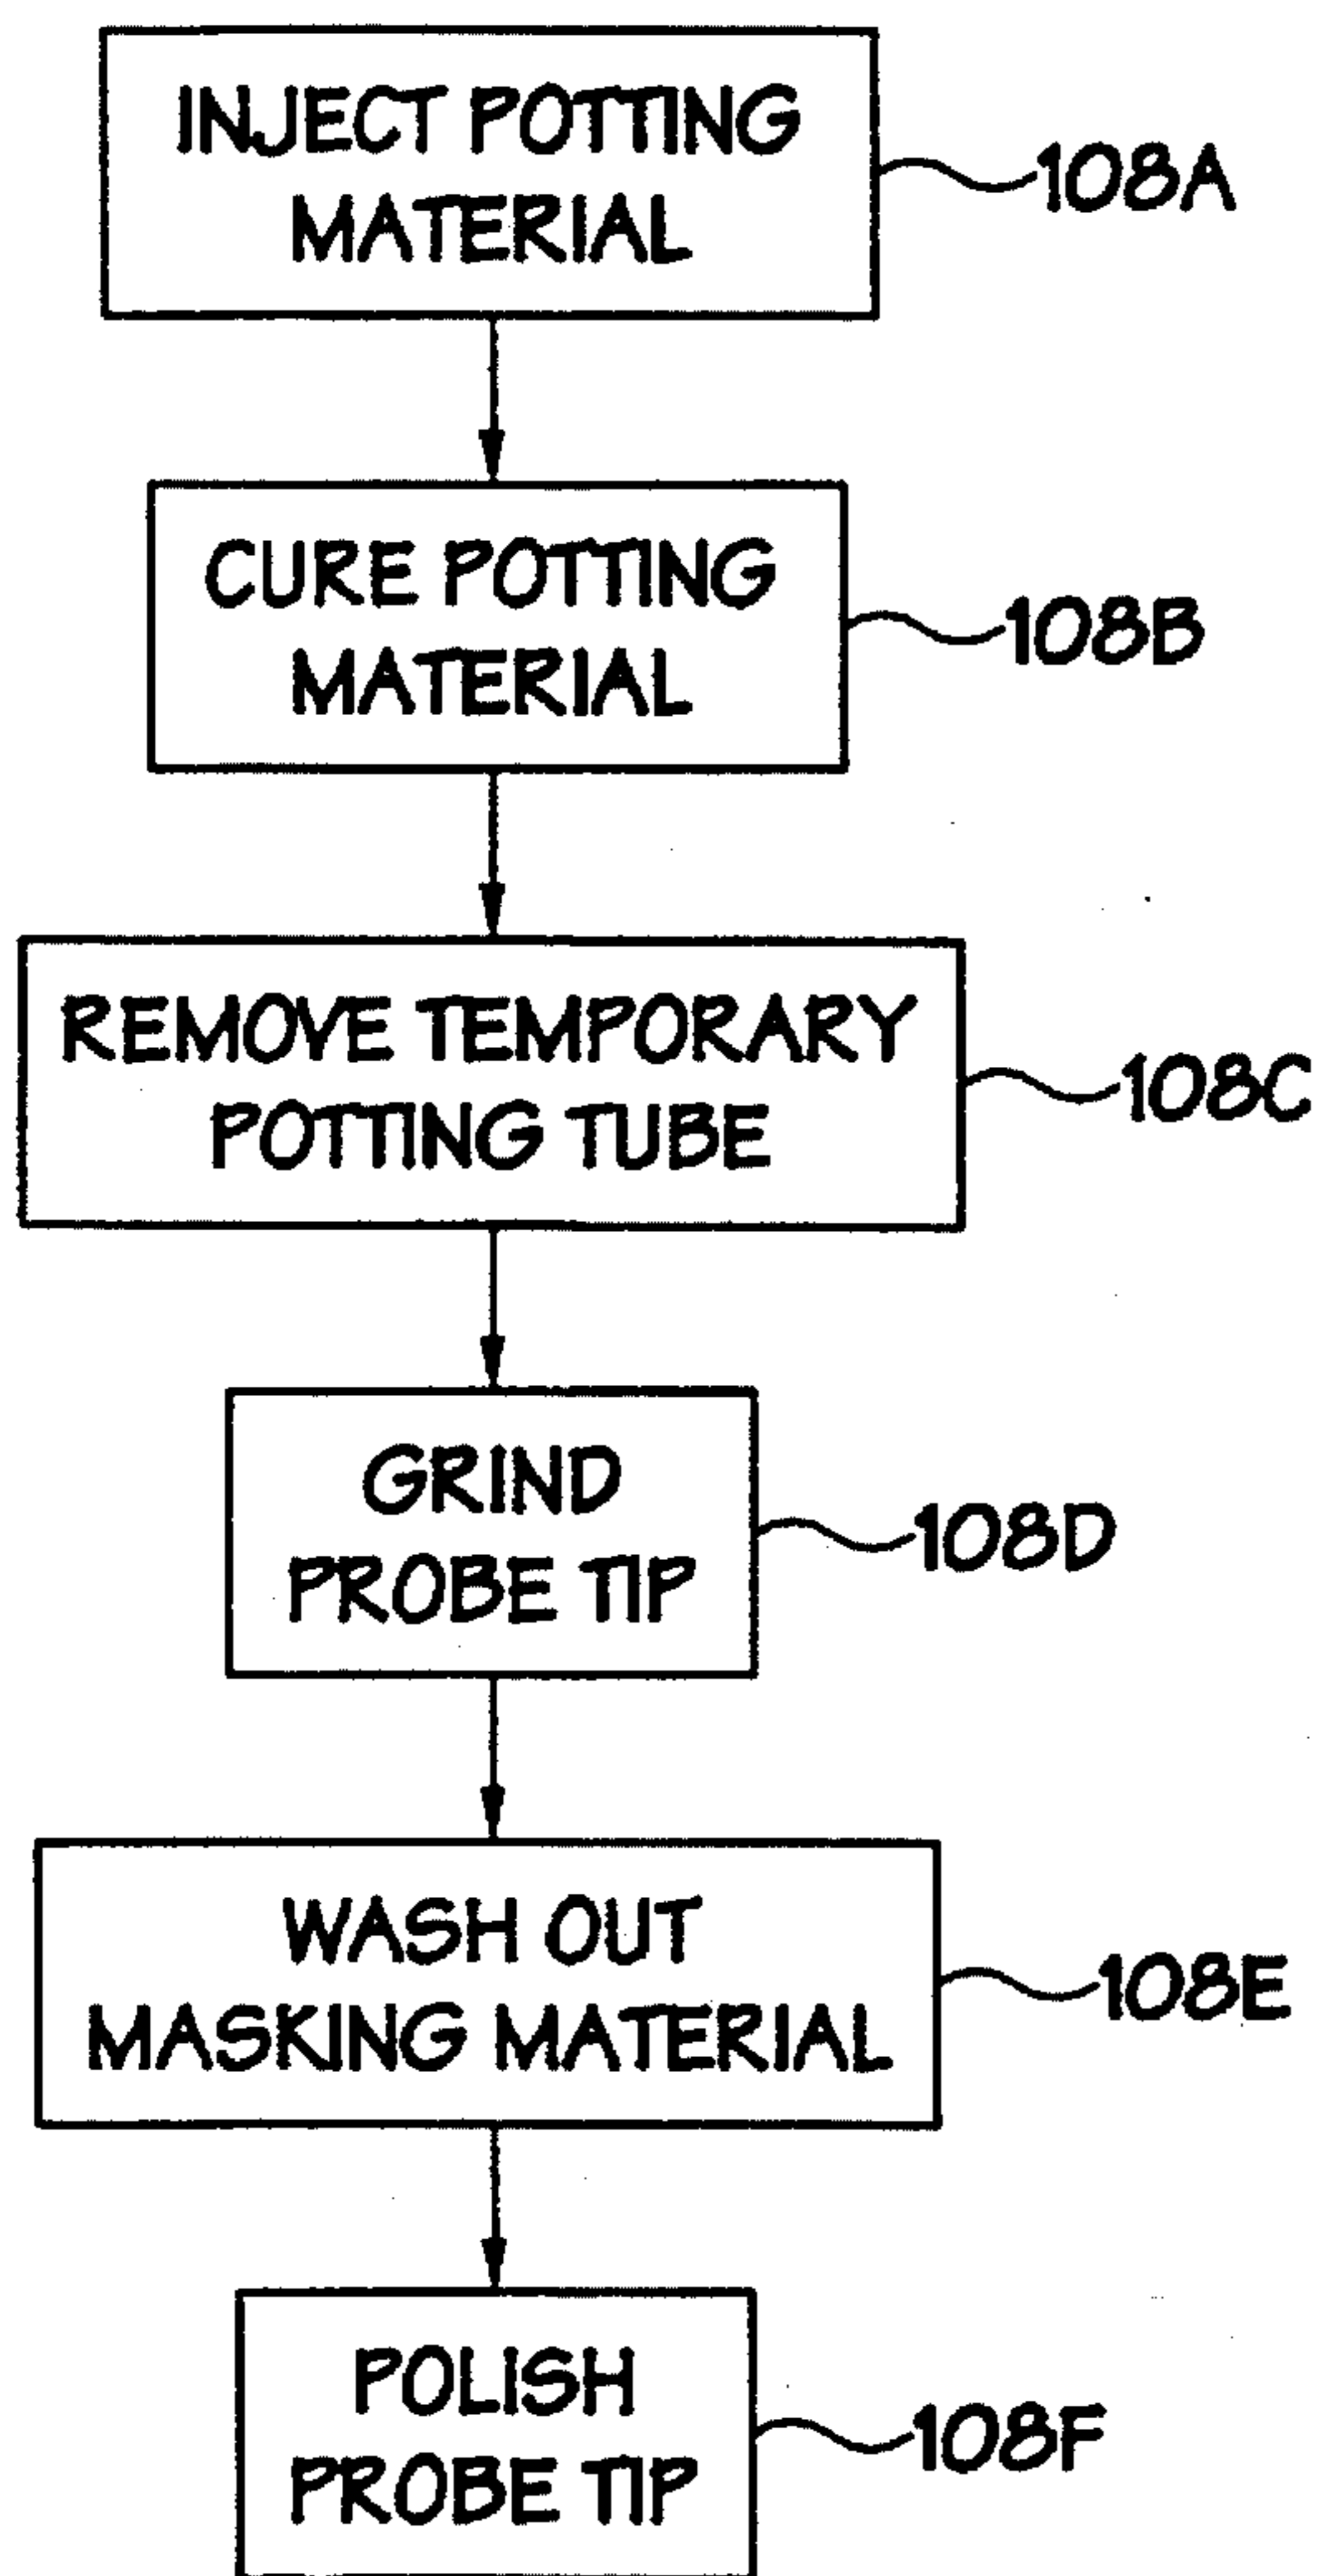 INJECT POTTING
MATERIAL
108A
CURE POTTING
MATERIAL
108B
REMOVE TEMPORARY
POTTING TUBE
108C
GRIND
PROBE TIP
108D
WASH OUT
MASKING MATERIAL
108E
POLISH
PROBE TIP
108F